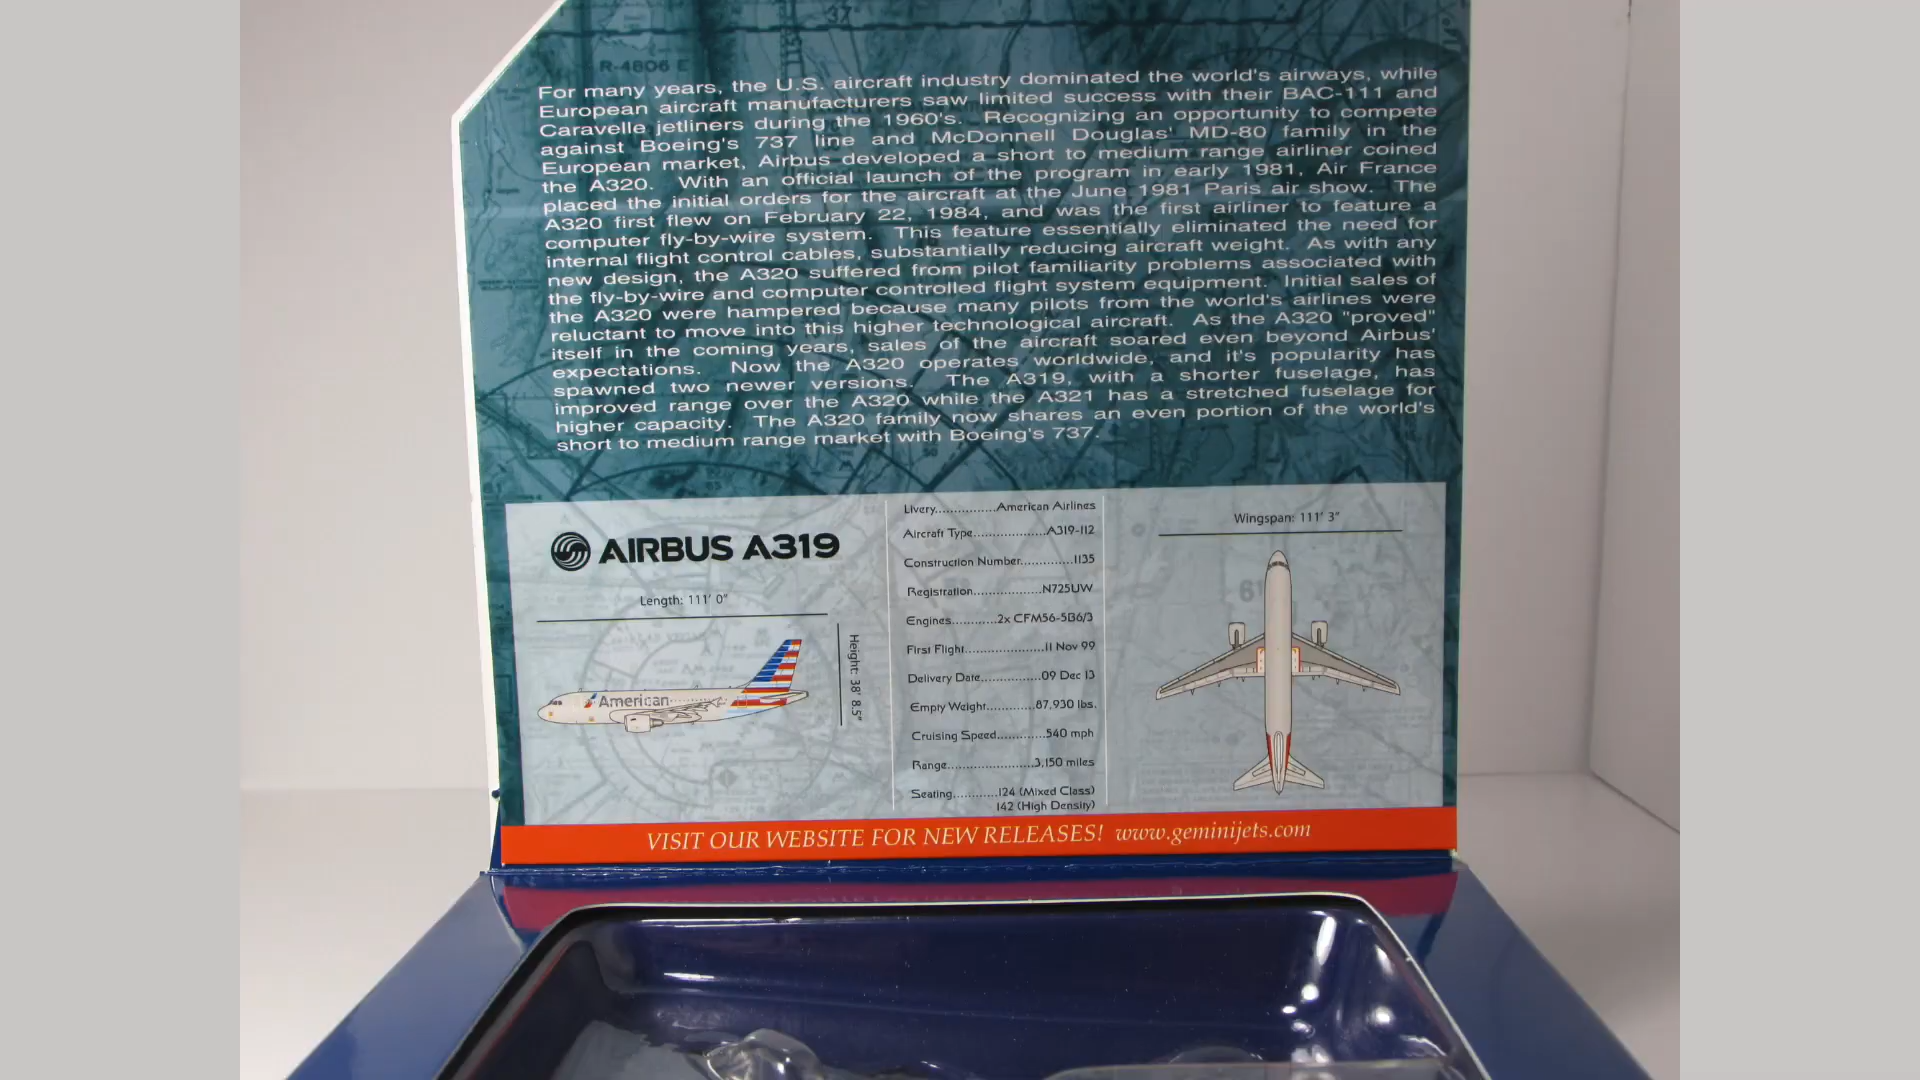 R-4806 E
37°
For many years, the U.S. aircraft industry dominated the world's airways, while
European aircraft manufacturers saw limited success with their BAC-111 and
Caravelle jetliners during the 1960's. Recognizing an opportunity to compete
against Boeing's 737 line and McDonnell Douglas' MD-80 family in the
European market, Airbus developed a short to medium range airliner coined
the A320. With an official launch of the program in early 1981, Air France
placed the initial orders for the aircraft at the June 1981 Paris air show. The
A320 first flew on February 22, 1984, and was the first airliner to feature a
computer fly-by-wire system. This feature essentially eliminated the need for
internal flight control cables, substantially reducing aircraft weight. As with any
new design, the A320 suffered from pilot familiarity problems associated with
the fly-by-wire and computer controlled flight system equipment. Initial sales of
the A320 were hampered because many pilots from the world's airlines were
reluctant to move into this higher technological aircraft. As the A320 "proved"
itself in the coming years, sales of the aircraft soared even beyond Airbus'
expectations. Now the A320 operates worldwide, and it's popularity has
spawned two newer versions. The A319, with a shorter fuselage, has
improved range over the A320 while the A321 has a stretched fuselage for
higher capacity. The A320 family now shares an even portion of the world's
short to medium range market with Boeing's 737.
AIRBUS A319
Length: 111' 0"
Height: 38' 8.5"
American
Livery...............American Airlines
Aircraft Type..................A319-112
Construction Number.............1135
Registration.................N725UW
Engines...........2x CFM56-5B6/3
First Flight....................11 Nov 99
Delivery Date...............09 Dec 13
Empty Weight............87,930 lbs.
Cruising Speed............540 mph
Range......................3,150 miles
Seating...........124 (Mixed Class)
142 (High Density)
Wingspan: 111' 3"
61
VISIT OUR WEBSITE FOR NEW RELEASES! www.geminijets.com